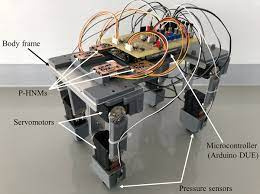 Body frame
P-HNMs
Servomotors
Microcontroller
(Arduino DUE)
Pressure sensors